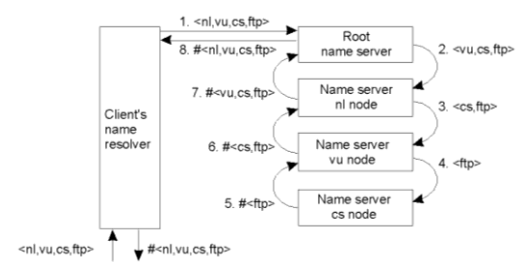 1. <nl,vu,cs,ftp>
Root
name server
2. <vu,cs,ftp>
8. #<nl,vu,cs,ftp>
7. #<vu,cs,ftp>
Name server
nl node
3. <cs,ftp>
Client's
name
resolver
6. #<cs,ftp>
Name server
vu node
4. <ftp>
5. #<ftp>
Name server
cs node
<nl,vu,cs,ftp>
#<nl,vu,cs,ftp>